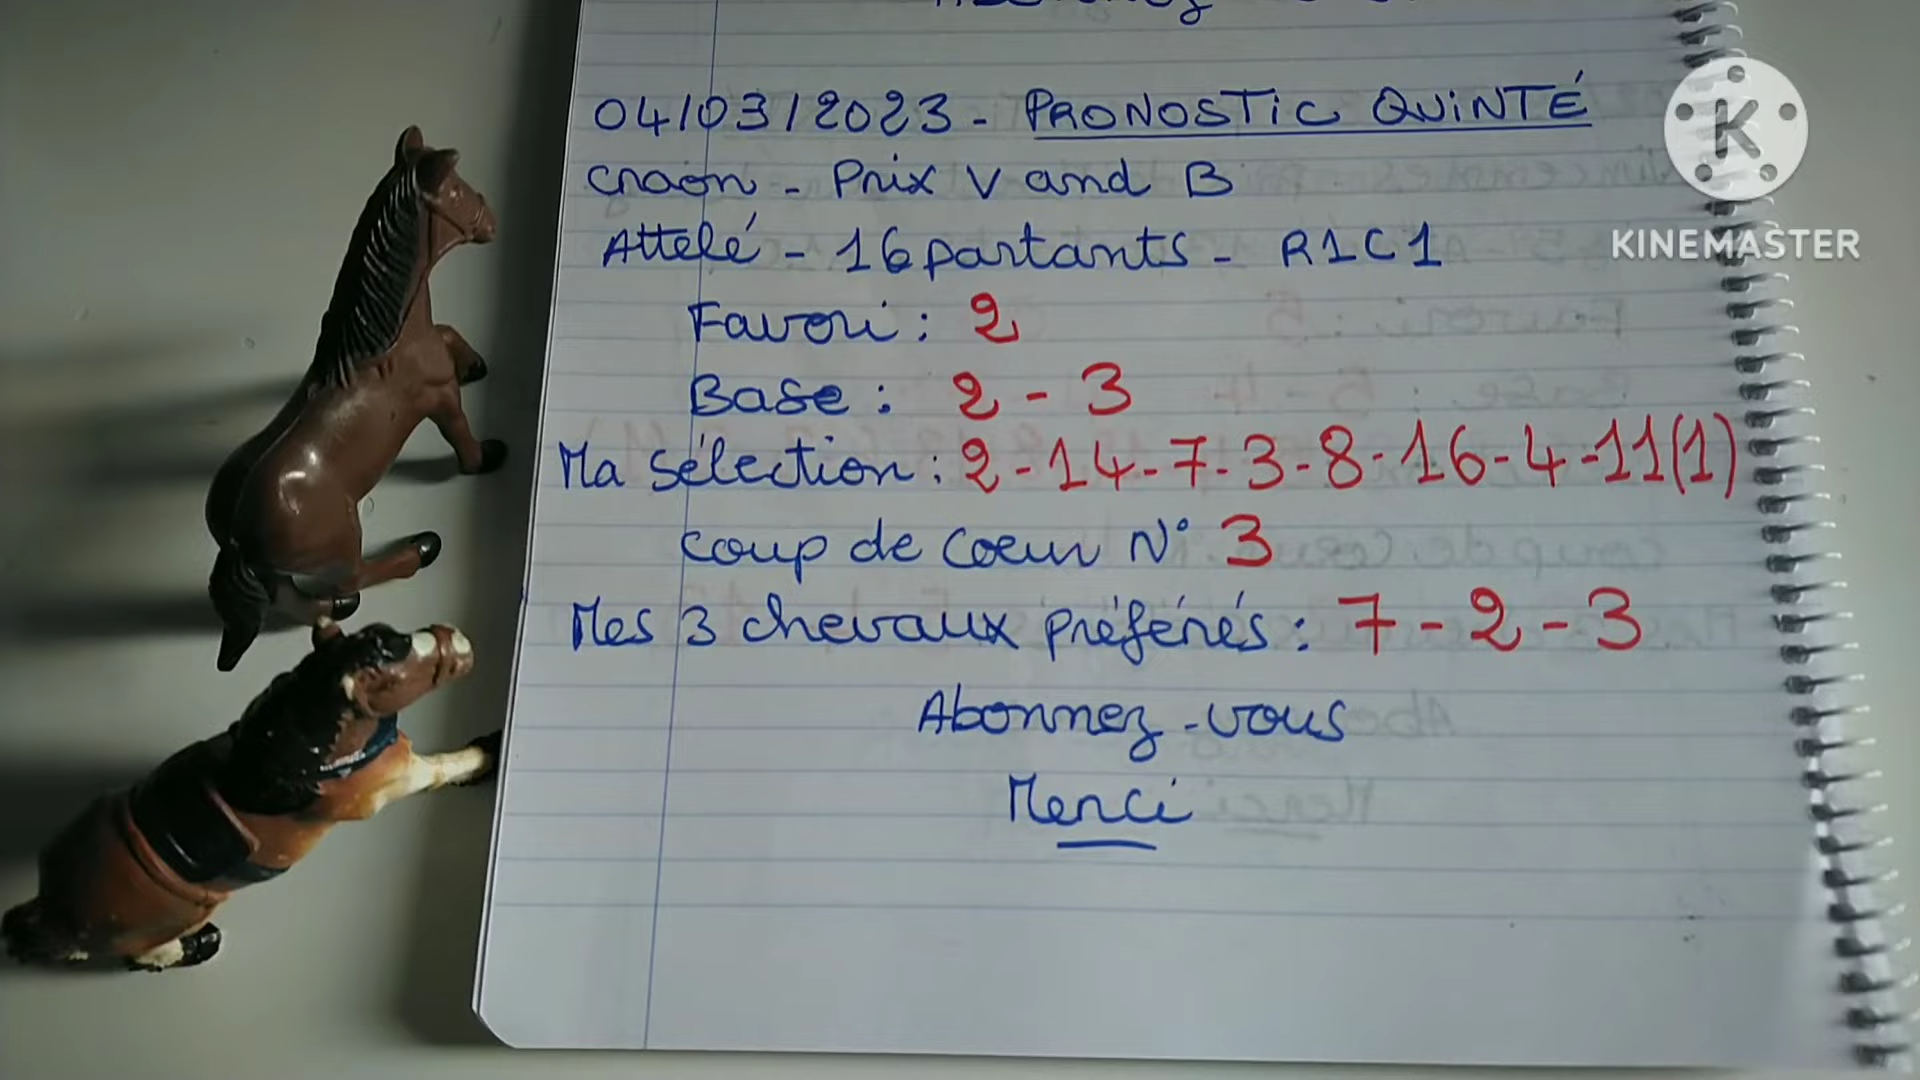 04/03/2023 - PRONOSTIC QUINTÉ
Craon - Prix V and B
Attelé - 16 partants - R1C1
Favori : 2
Base : 2 - 3
Ma sélection : 2 - 14 - 7 - 3 - 8 - 16 - 4 - 11 (1)
coup de coeur N° 3
Mes 3 chevaux préférés : 7 - 2 - 3
Abonnez-vous
Merci
K
KINEMASTER